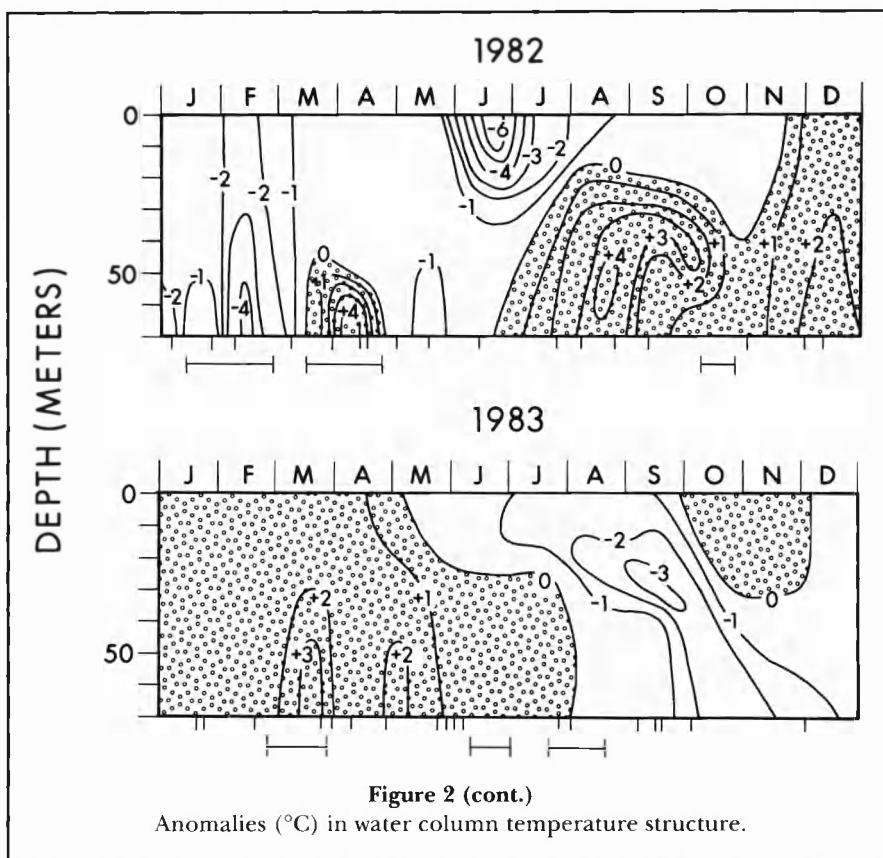 1982
J F M A M J J A S O N D
0
50
-2 -1 -2 -4 -2 -1 0 +1 +4 -1 -1 -6 -4 -3 -2 0 +4 +3 +1 +2 +1 +2
DEPTH (METERS)
1983
J F M A M J J A S O N D
0
50
+2 +3 +2 +1 0 -1 -2 -3 -1 0
Figure 2 (cont.)
Anomalies (°C) in water column temperature structure.